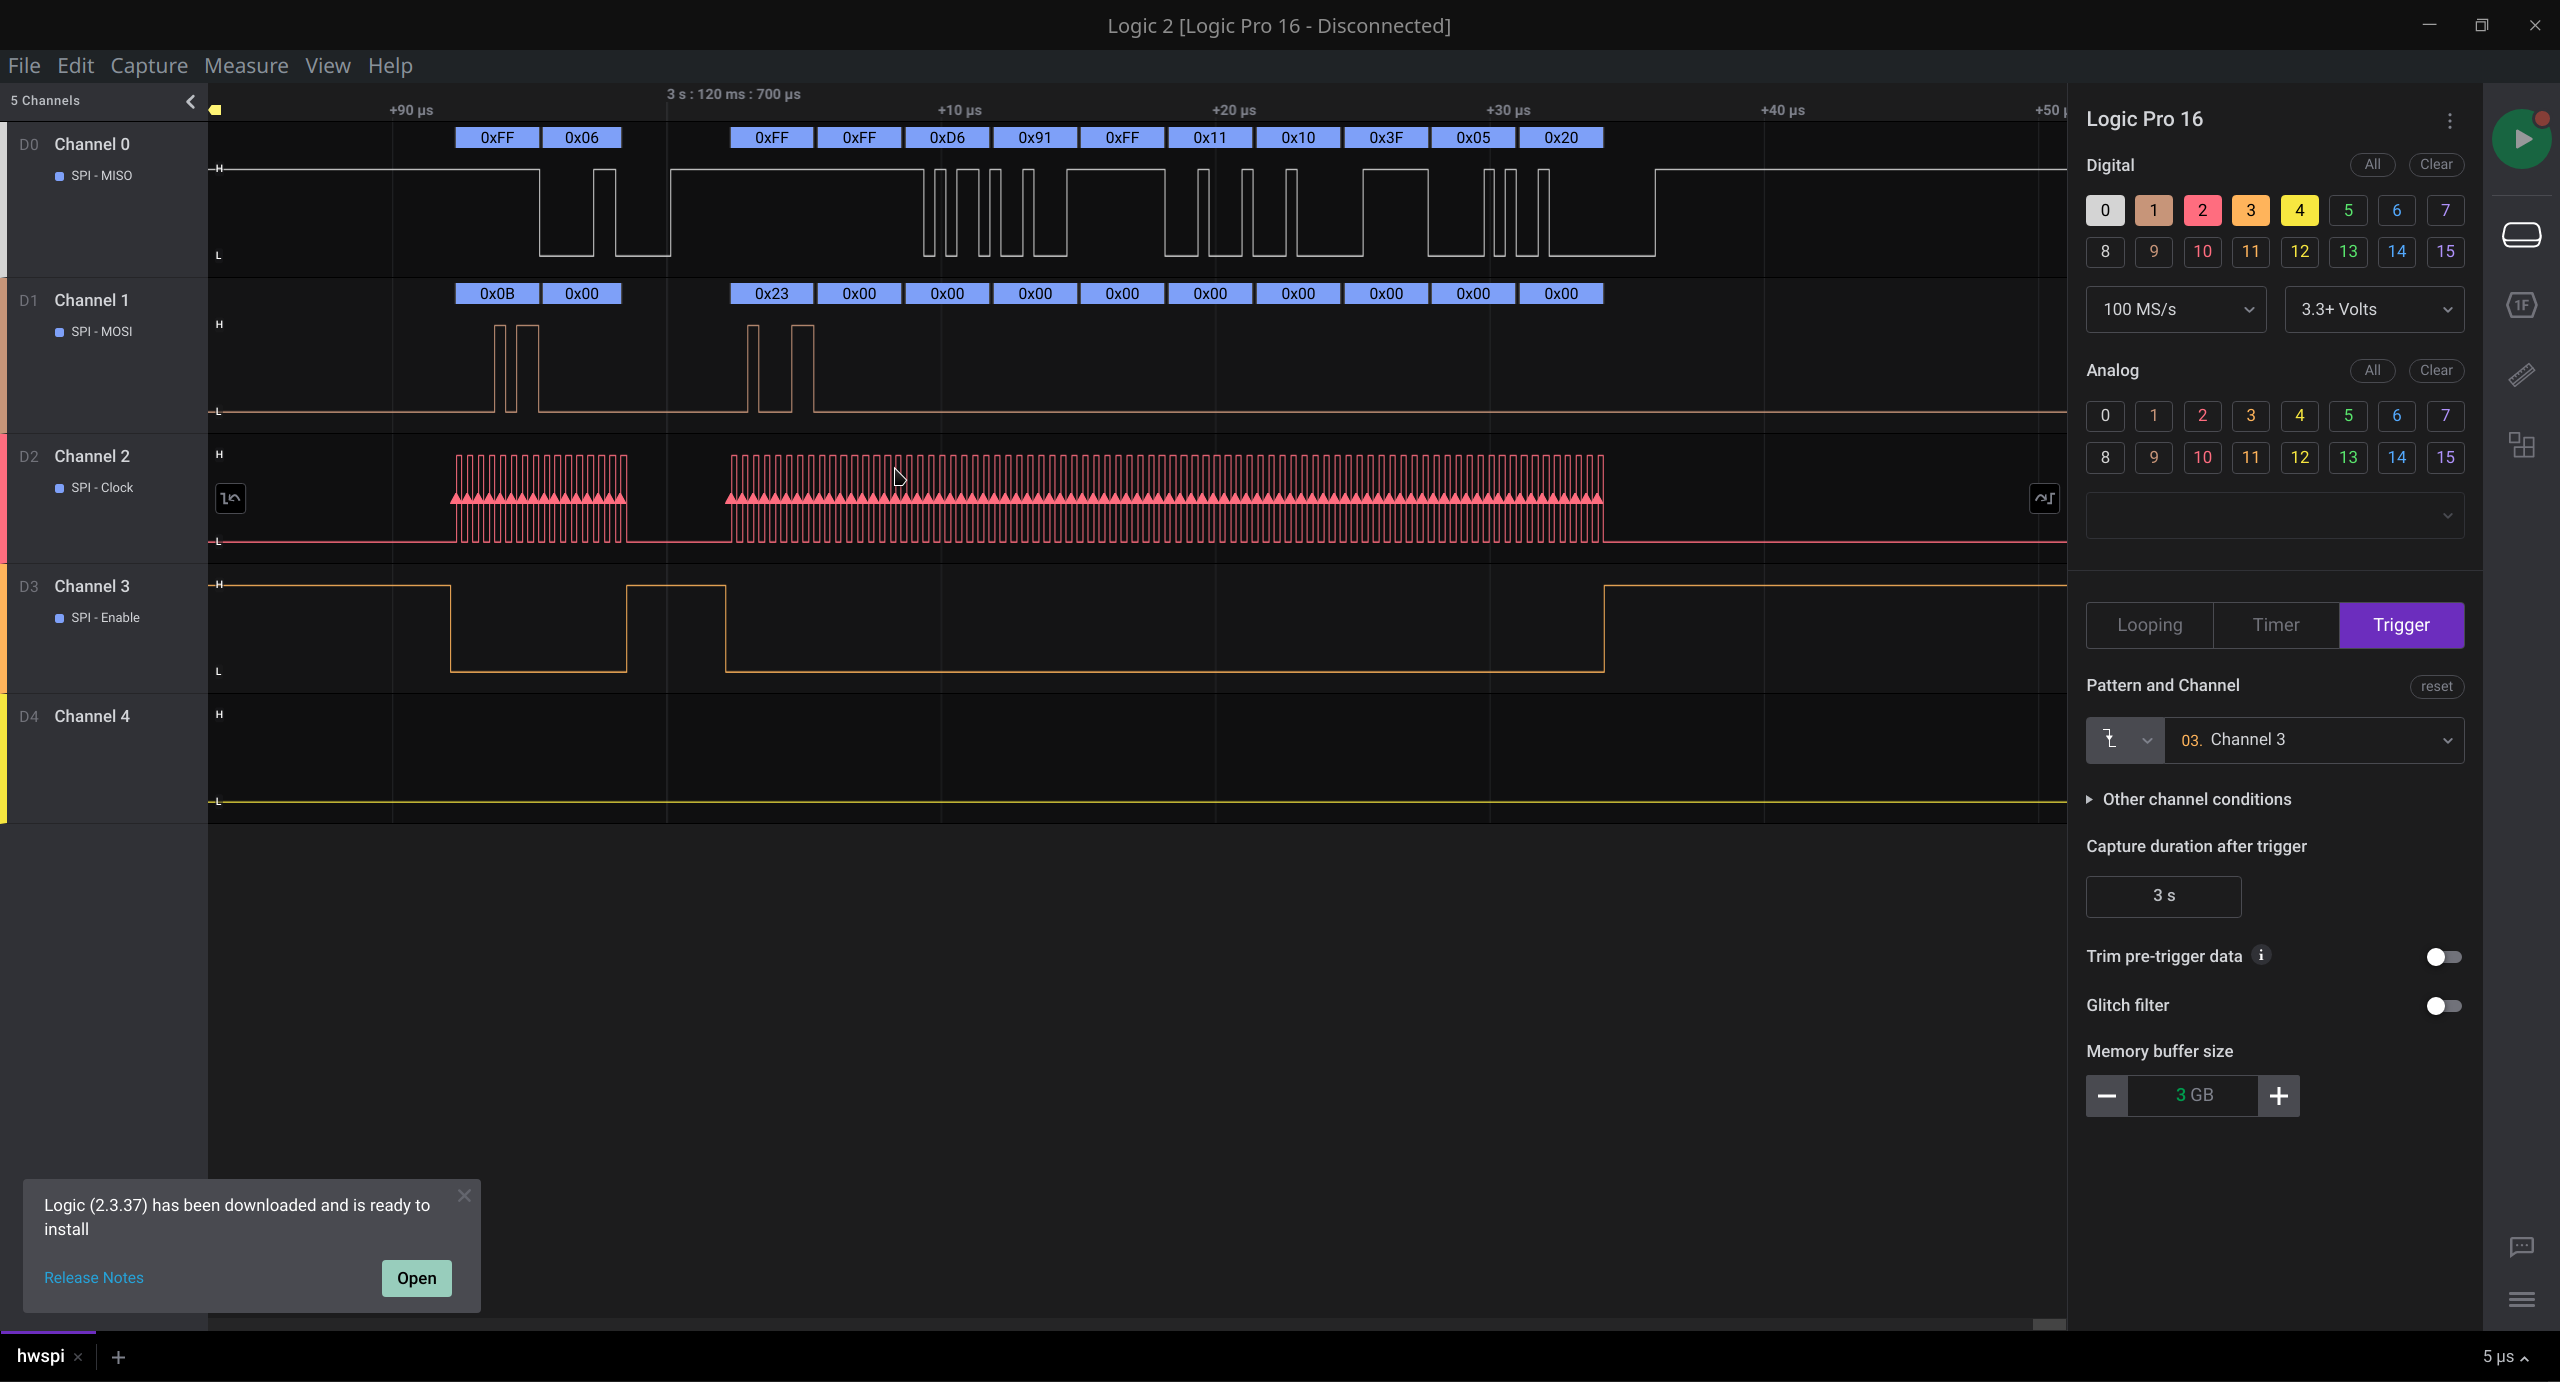 Logic 2 [Logic Pro 16 - Disconnected]
File Edit Capture Measure View Help
5 Channels
3 s : 120 ms : 700 µs
+90 µs +10 µs +20 µs +30 µs +40 µs +50
D0 Channel 0
SPI - MISO
H
L
0xFF 0x06 0xFF 0xFF 0xD6 0x91 0xFF 0x11 0x10 0x3F 0x05 0x20
D1 Channel 1
SPI - MOSI
H
L
0x0B 0x00 0x23 0x00 0x00 0x00 0x00 0x00 0x00 0x00 0x00 0x00
D2 Channel 2
SPI - Clock
H
L
D3 Channel 3
SPI - Enable
H
L
D4 Channel 4
H
L
Logic Pro 16
Digital All Clear
0 1 2 3 4 5 6 7
8 9 10 11 12 13 14 15
100 MS/s 3.3+ Volts
Analog All Clear
0 1 2 3 4 5 6 7
8 9 10 11 12 13 14 15
Looping Timer Trigger
Pattern and Channel reset
03. Channel 3
Other channel conditions
Capture duration after trigger
3 s
Trim pre-trigger data i
Glitch filter
Memory buffer size
3 GB
1F
Logic (2.3.37) has been downloaded and is ready to
install
Release Notes Open
hwspi
5 µs